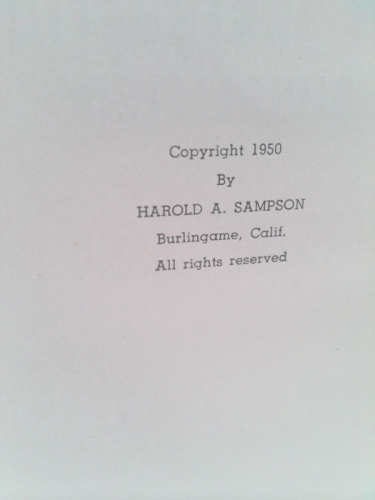 Copyright 1950
By
HAROLD A. SAMPSON
Burlingame, Calif.
All rights reserved